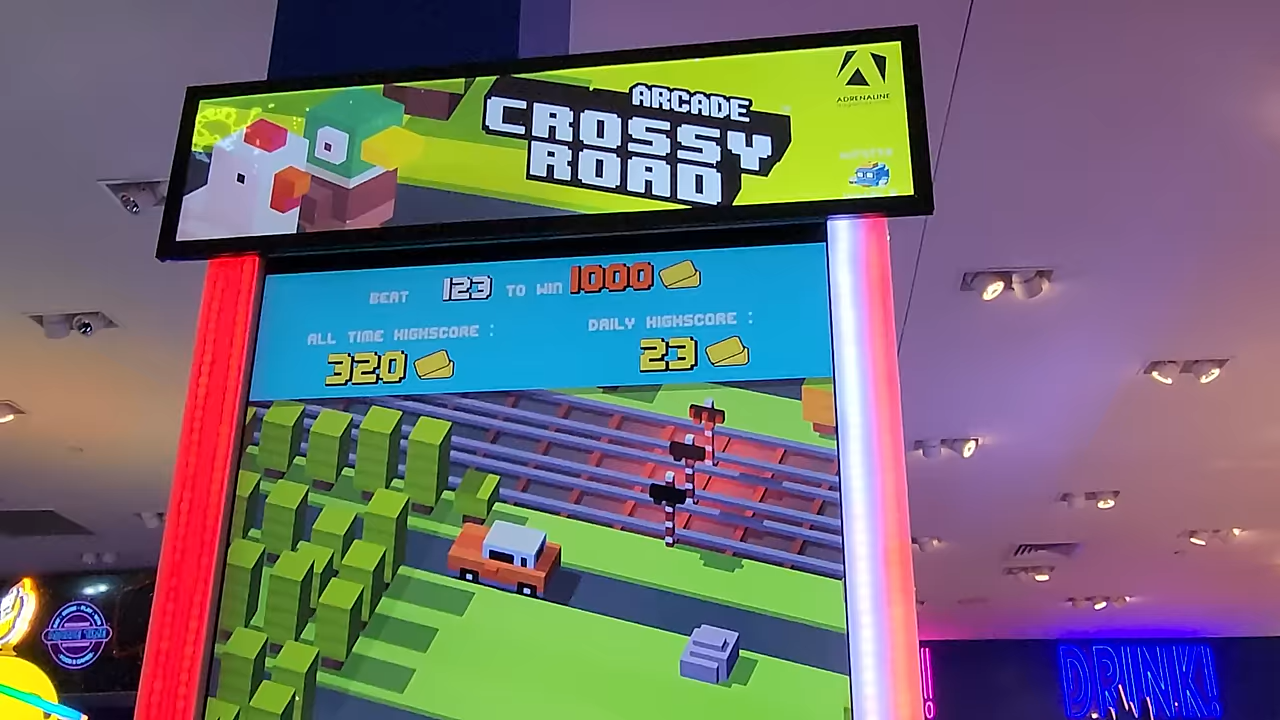 ARCADE
CROSSY
ROAD
ADRENALINE
BEAT 123 TO WIN 1000
ALL TIME HIGHSCORE :
320
DAILY HIGHSCORE :
23
DRINK!